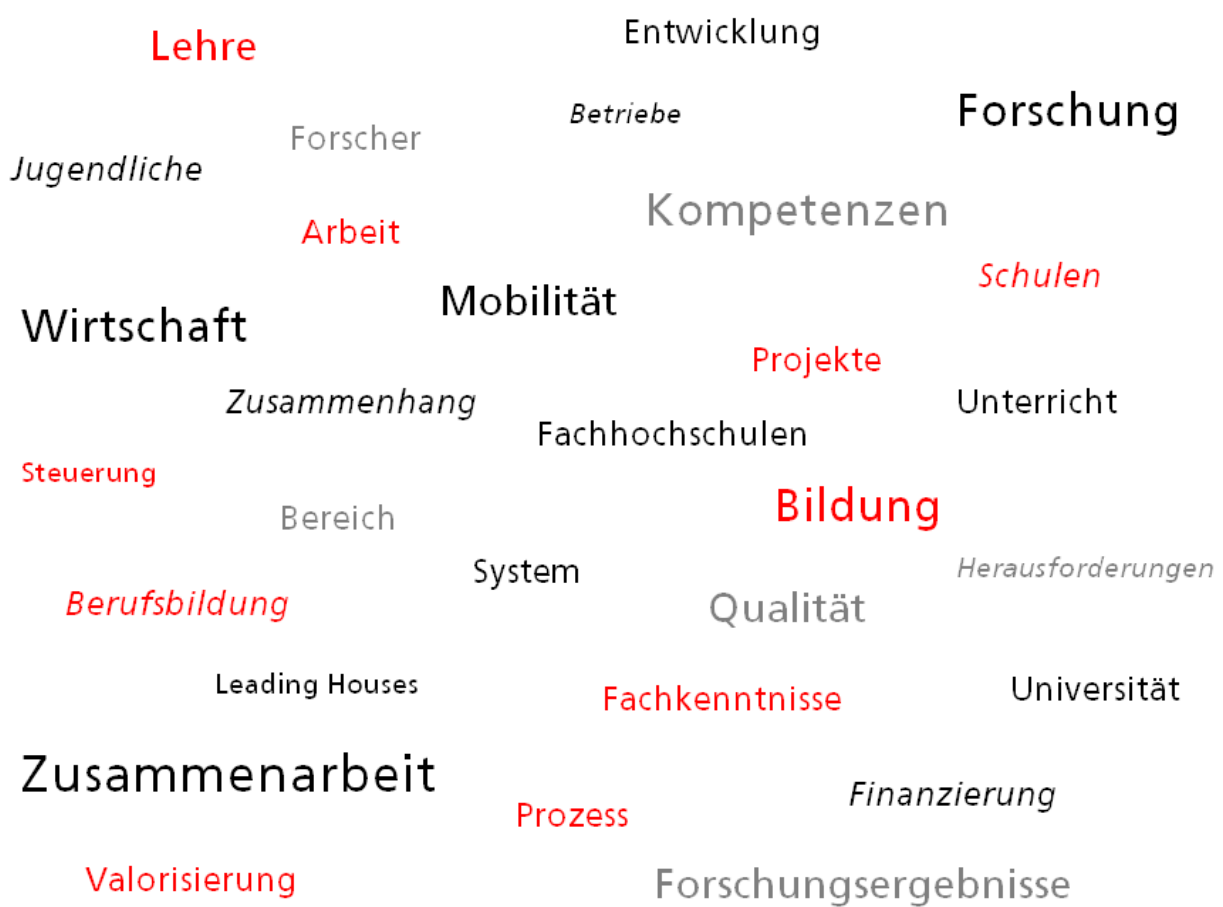 Entwicklung
Lehre
Forschung
Betriebe
Forscher
Jugendliche
Kompetenzen
Arbeit
Schulen
Mobilität
Wirtschaft
Projekte
Zusammenhang
Unterricht
Fachhochschulen
Steuerung
Bildung
Bereich
System
Herausforderungen
Berufsbildung
Qualität
Leading Houses
Universität
Fachkenntnisse
Zusammenarbeit
Finanzierung
Prozess
Valorisierung
Forschungsergebnisse